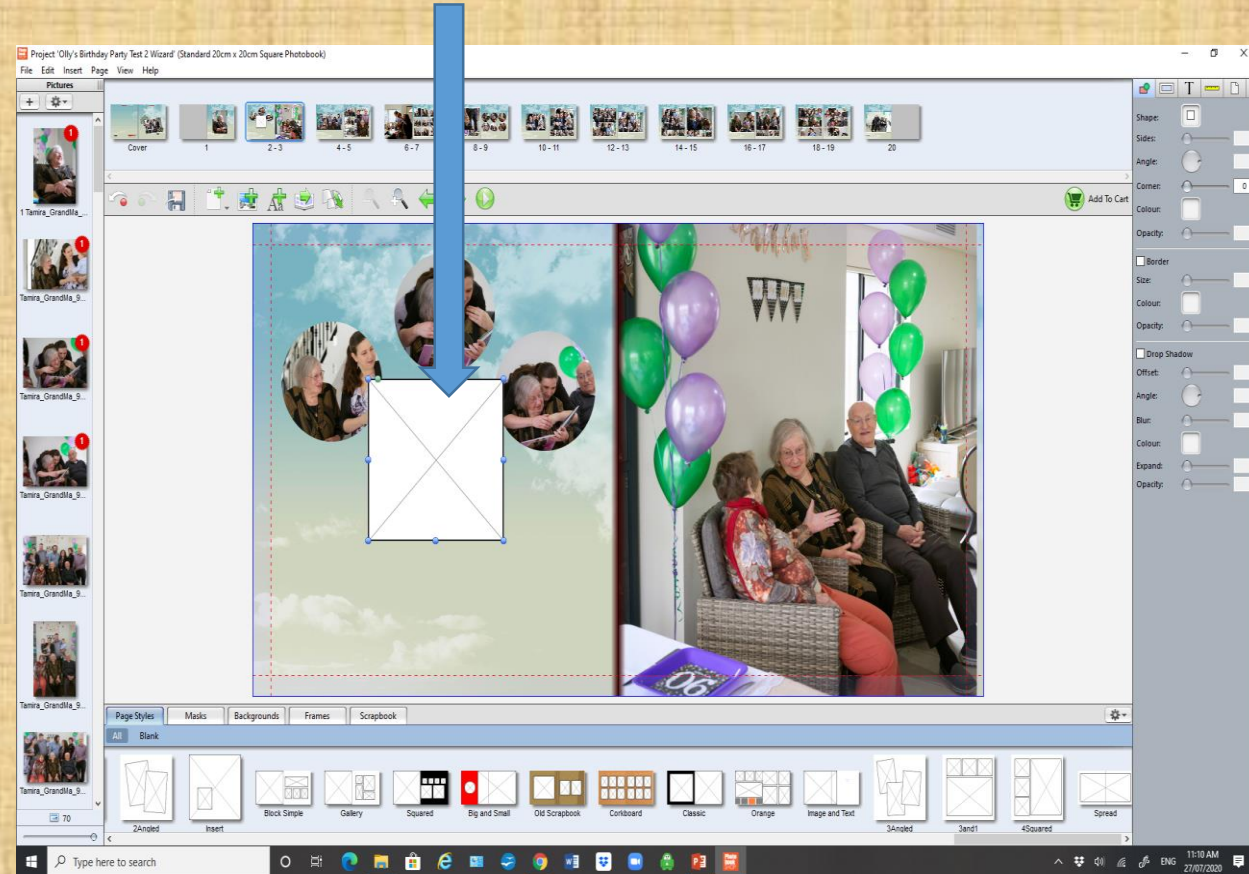 Project 'Olly's Birthday Party Test 2 Wizard' (Standard 20cm x 20cm Square Photobook)
File Edit Insert Page View Help
Pictures
Cover 1 2 - 3 4 - 5 6 - 7 8 - 9 10 - 11 12 - 13 14 - 15 16 - 17 18 - 19 20
Add To Cart
1
1 Tamira_GrandMa_...
1
Tamira_GrandMa_9...
1
Tamira_GrandMa_9...
1
Tamira_GrandMa_9...
Tamira_GrandMa_9...
Tamira_GrandMa_9...
Tamira_GrandMa_9...
70
90
Shape:
Sides:
Angle:
Corner: 0
Colour:
Opacity:
Border
Size:
Colour:
Opacity:
Drop Shadow
Offset:
Angle:
Blur:
Colour:
Expand:
Opacity:
Page Styles Masks Backgrounds Frames Scrapbook
All Blank
2Angled Insert Block Simple Gallery Squared Big and Small Old Scrapbook Corkboard Classic Orange Image and Text 3Angled 3and1 4Squared Spread
Type here to search
ENG
11:10 AM
27/07/2020